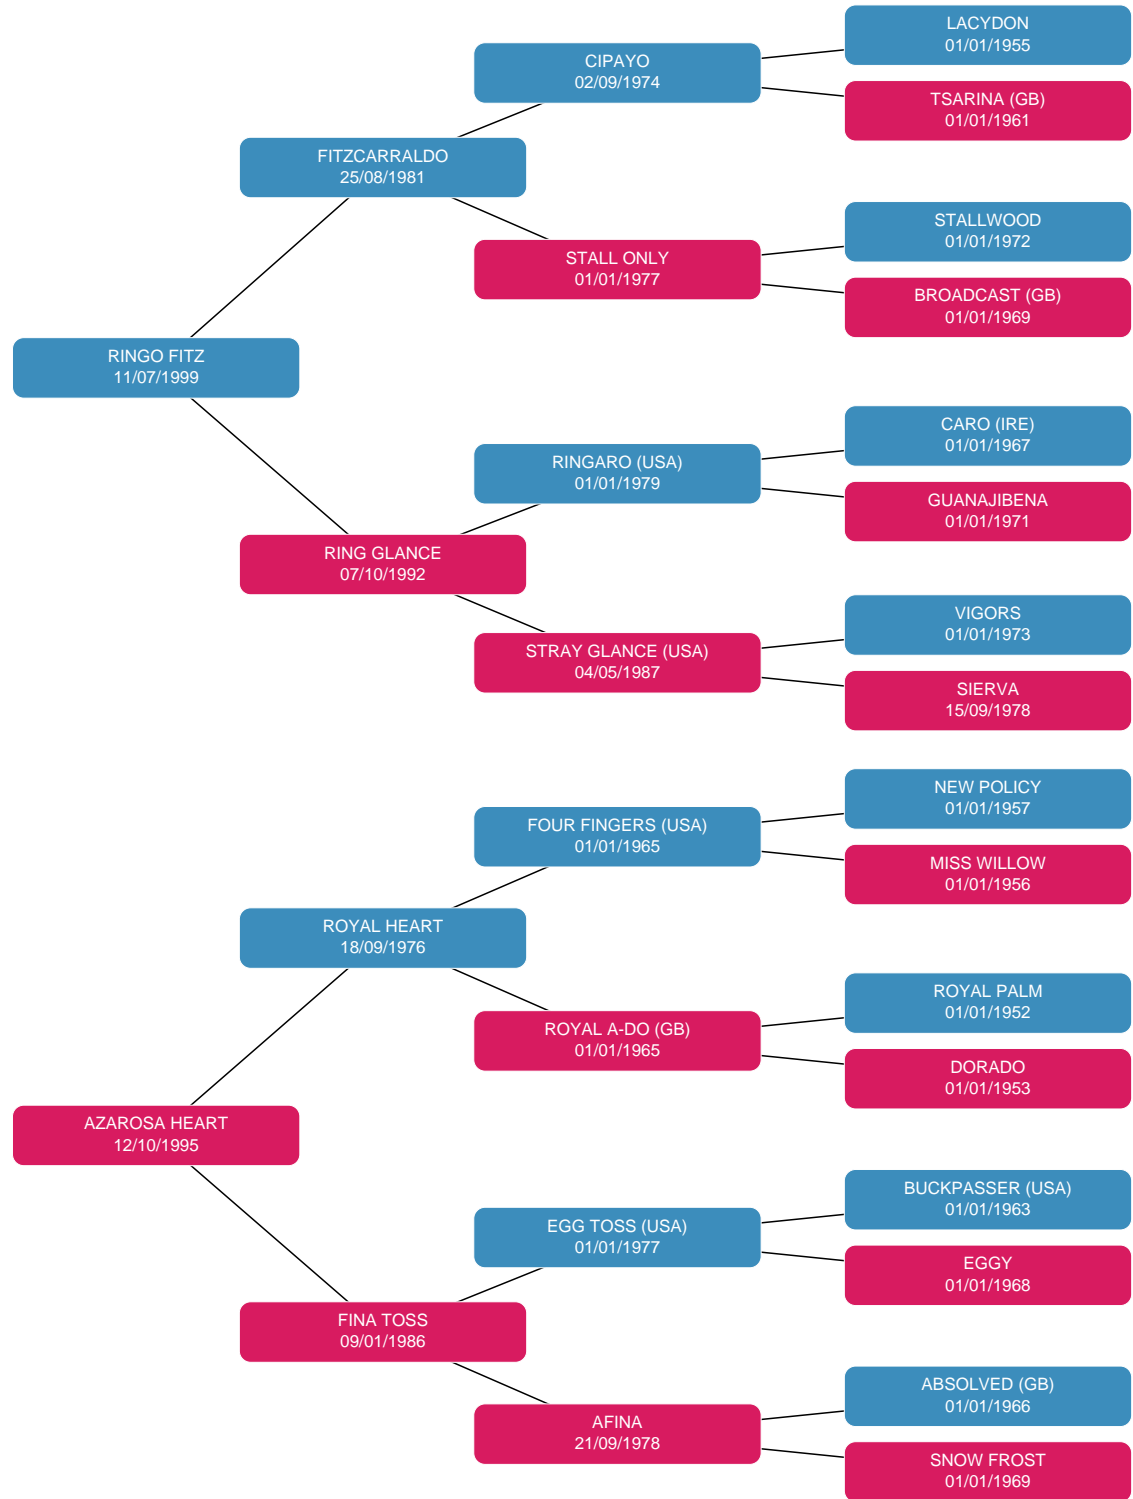 LACYDON
01/01/1955
CIPAYO
02/09/1974
TSARINA (GB)
01/01/1961
FITZCARRALDO
25/08/1981
STALLWOOD
01/01/1972
STALL ONLY
01/01/1977
BROADCAST (GB)
01/01/1969
RINGO FITZ
11/07/1999
CARO (IRE)
01/01/1967
RINGARO (USA)
01/01/1979
GUANAJIBENA
01/01/1971
RING GLANCE
07/10/1992
VIGORS
01/01/1973
STRAY GLANCE (USA)
04/05/1987
SIERVA
15/09/1978
NEW POLICY
01/01/1957
FOUR FINGERS (USA)
01/01/1965
MISS WILLOW
01/01/1956
ROYAL HEART
18/09/1976
ROYAL PALM
01/01/1952
ROYAL A-DO (GB)
01/01/1965
DORADO
01/01/1953
AZAROSA HEART
12/10/1995
BUCKPASSER (USA)
01/01/1963
EGG TOSS (USA)
01/01/1977
EGGY
01/01/1968
FINA TOSS
09/01/1986
ABSOLVED (GB)
01/01/1966
AFINA
21/09/1978
SNOW FROST
01/01/1969